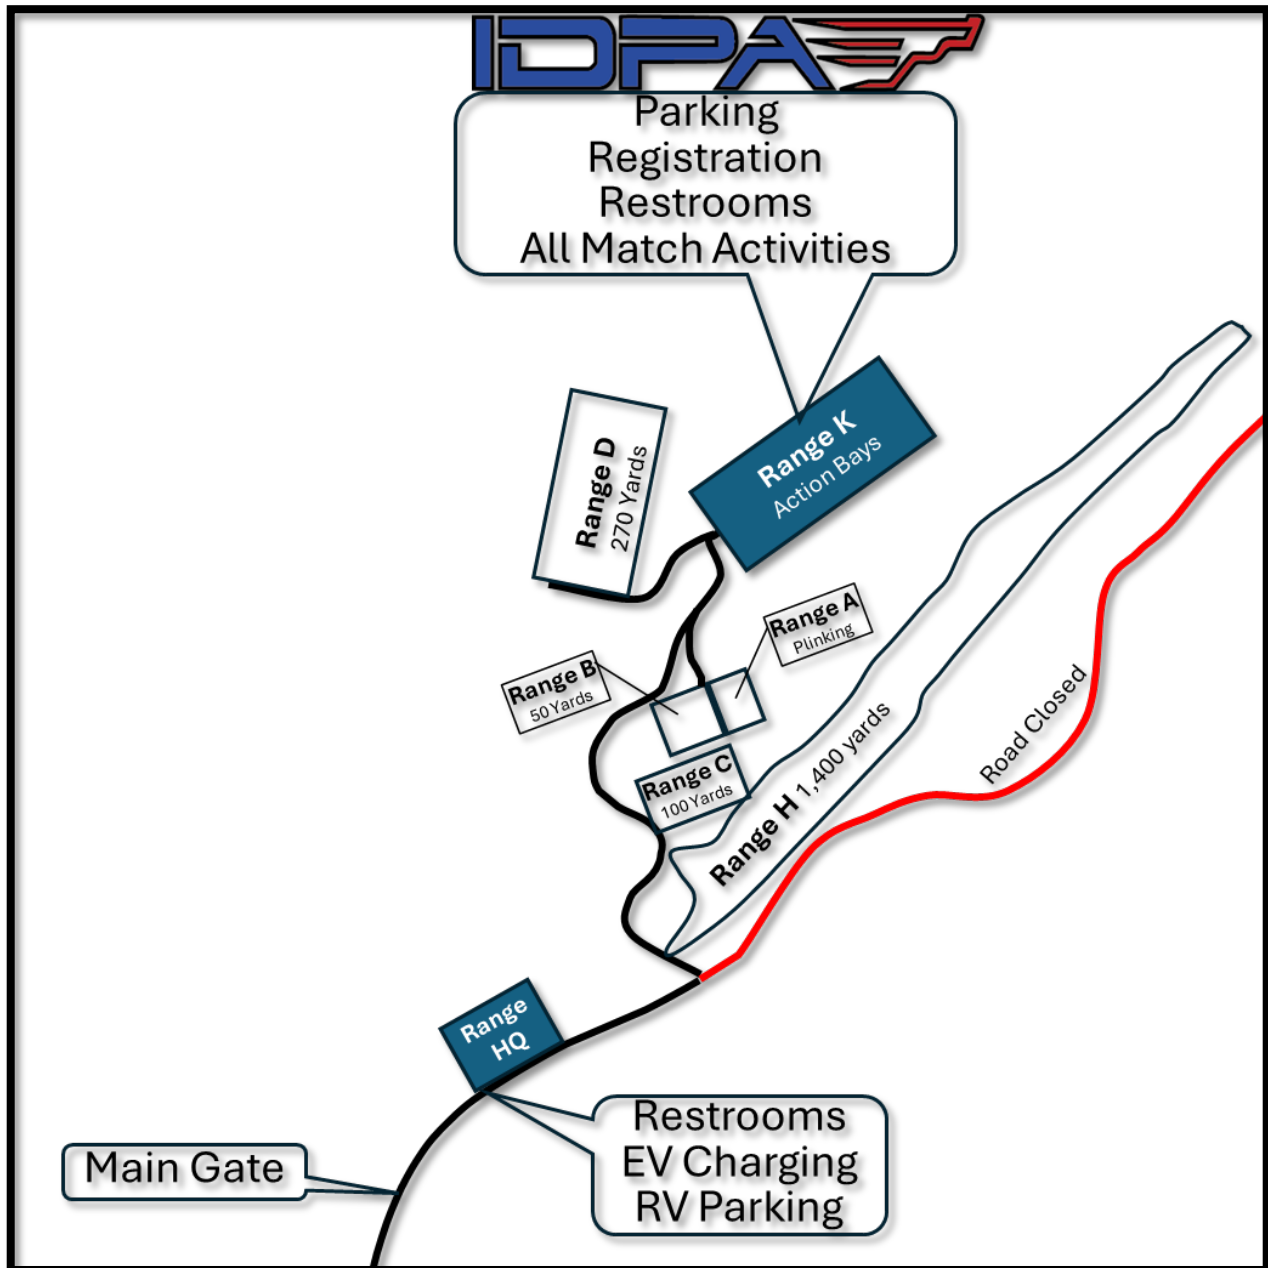 IDPA
Parking
Registration
Restrooms
All Match Activities
Range K
Action Bays
Range D
270 Yards
Range A
Plinking
Range B
50 Yards
Range C
100 Yards
Range H 1,400 yards
Road Closed
Range
HQ
Restrooms
EV Charging
RV Parking
Main Gate